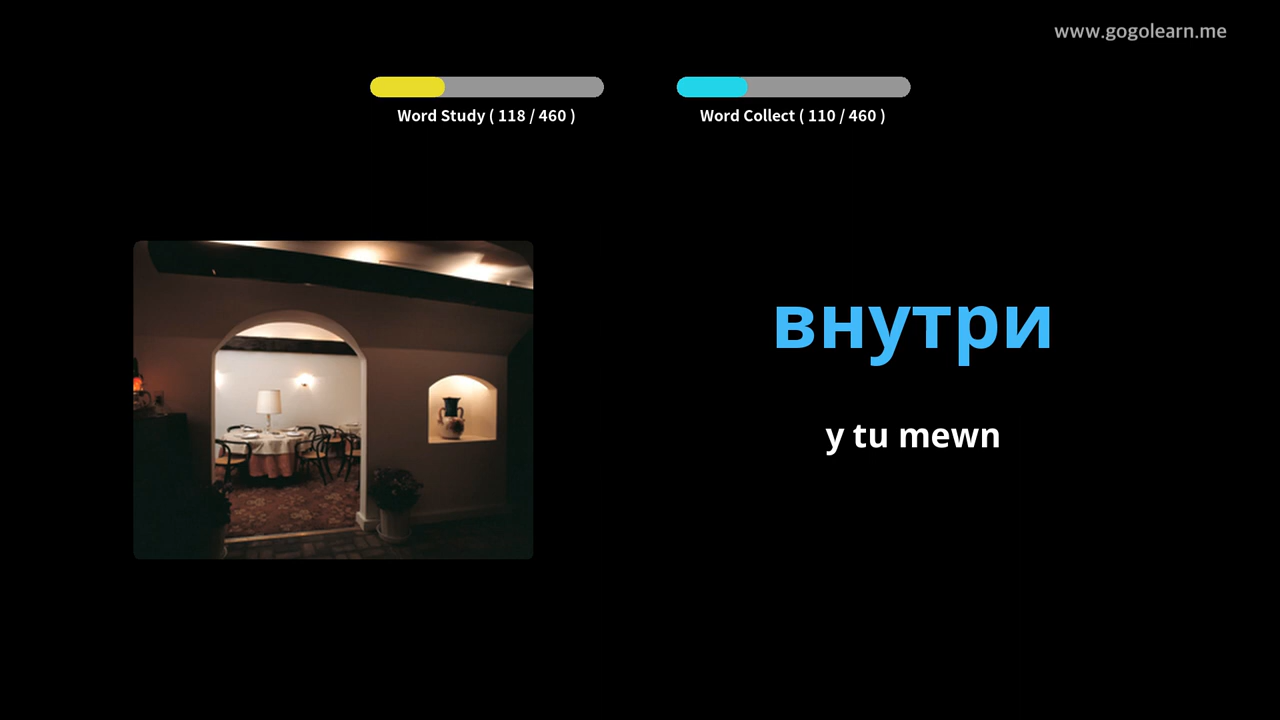 www.gogolearn.me
Word Study ( 118 / 460 )
Word Collect ( 110 / 460 )
внутри
y tu mewn